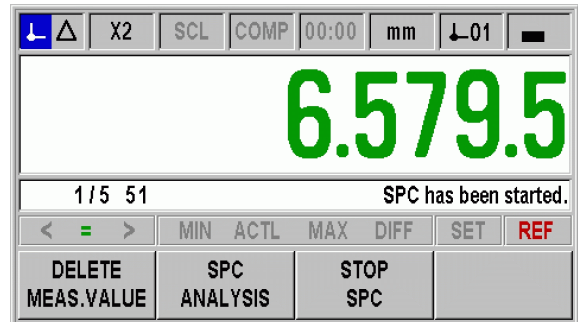 Δ X2 SCL COMP 00:00 mm 01
6.579.5
1/5 51 SPC has been started.
< = > MIN ACTL MAX DIFF SET REF
DELETE SPC STOP
MEAS.VALUE ANALYSIS SPC